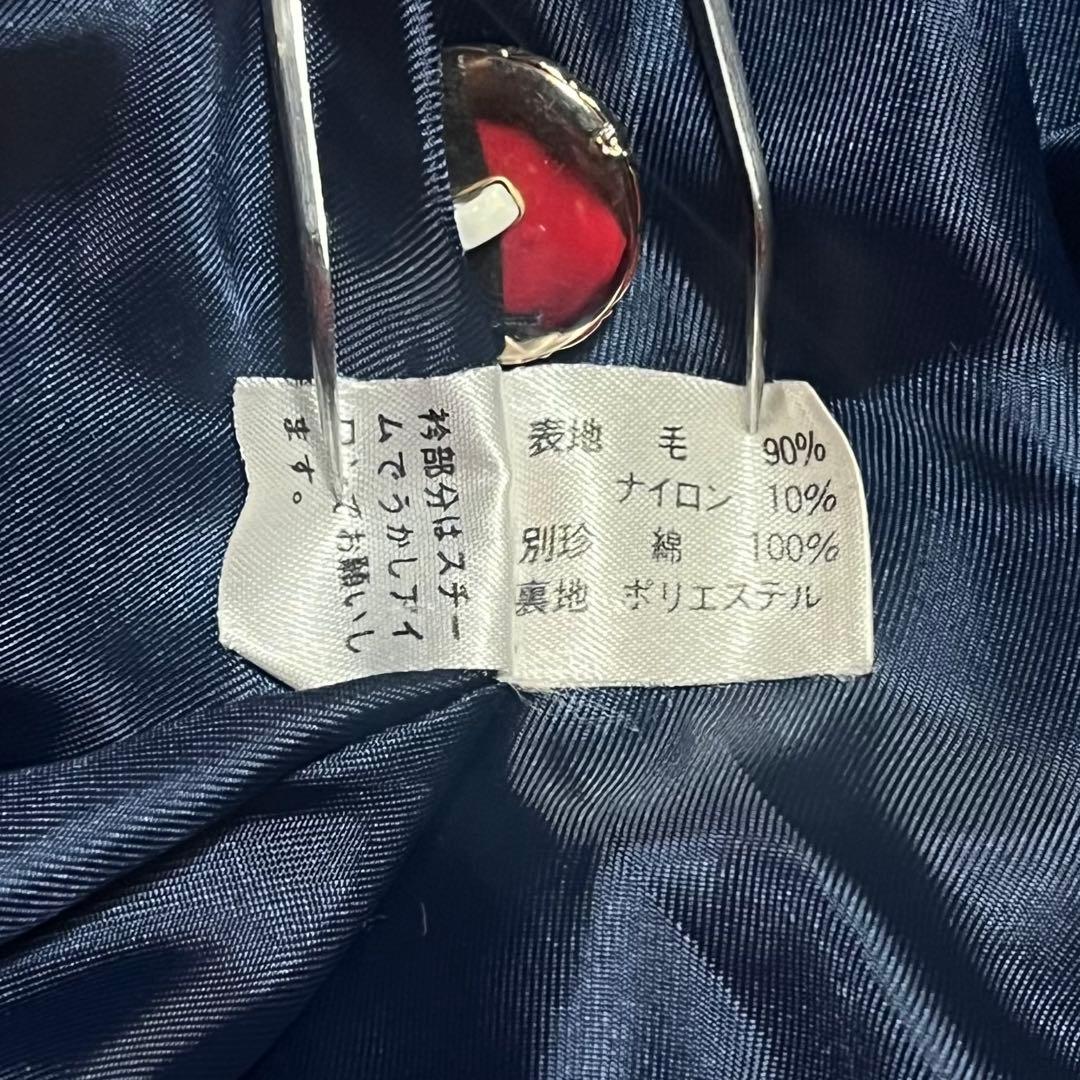 表地 毛 90%
ナイロン 10%
別珍 綿 100%
裏地 ポリエステル
衿部分はスチー
ムでうかしアイ
お願いし
ます。